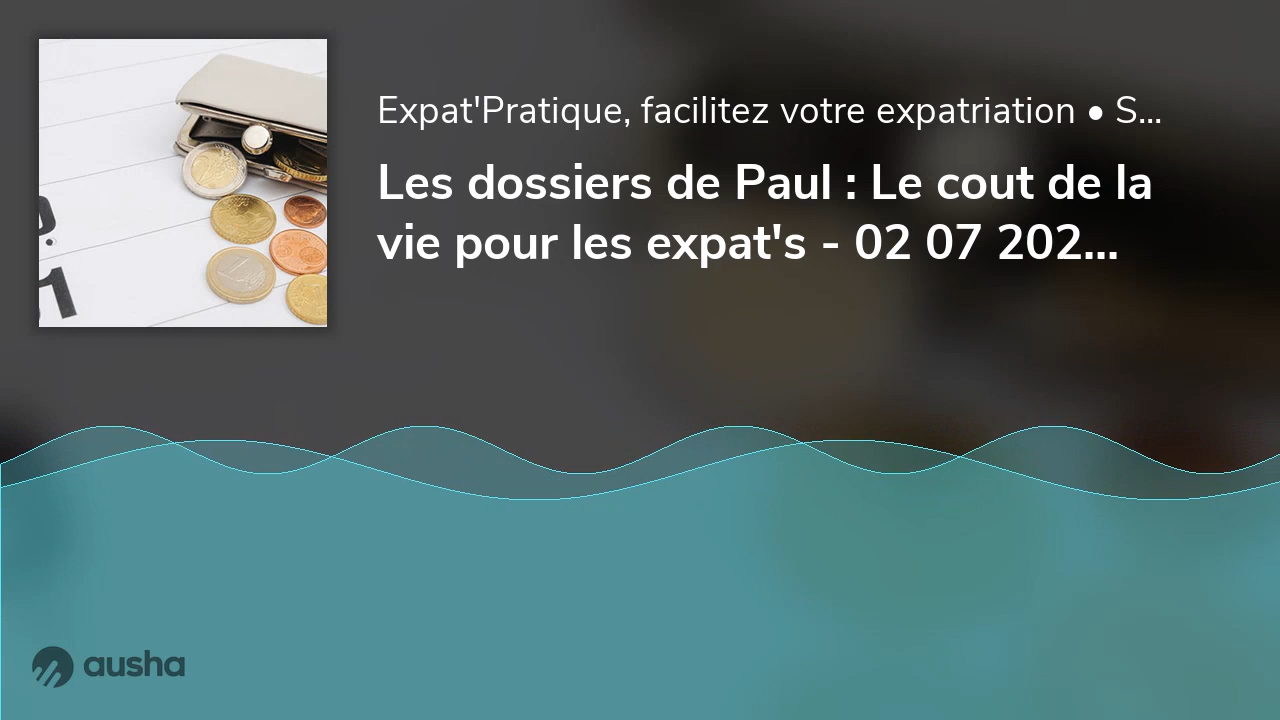 Expat'Pratique, facilitez votre expatriation • S...
Les dossiers de Paul : Le cout de la
vie pour les expat's - 02 07 202...
1
ausha